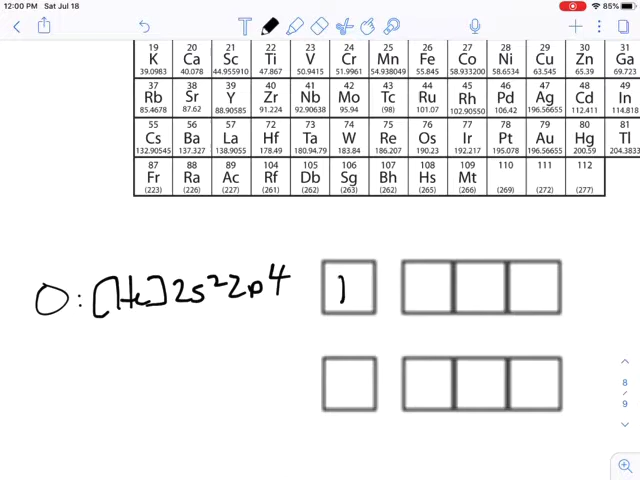 12:00 PM Sat Jul 18 85%
T
19 20 21 22 23 24 25 26 27 28 29 30 31
K Ca Sc Ti V Cr Mn Fe Co Ni Cu Zn Ga
39.0983 40.078 44.955910 47.867 50.9415 51.9961 54.938049 55.845 58.933200 58.6534 63.545 65.39 69.723
37 38 39 40 41 42 43 44 45 46 47 48 49
Rb Sr Y Zr Nb Mo Tc Ru Rh Pd Ag Cd In
85.4678 87.62 88.90585 91.224 92.90638 95.94 (98) 101.07 102.90550 106.42 196.56655 112.411 114.818
55 56 57 72 73 74 75 76 77 78 79 80 81
Cs Ba La Hf Ta W Re Os Ir Pt Au Hg Tl
132.90545 137.327 138.9055 178.49 180.94.79 183.84 186.207 190.23 192.217 195.078 196.56655 200.59 204.3833
87 88 89 104 105 106 107 108 109 110 111 112
Fr Ra Ac Rf Db Sg Bh Hs Mt
(223) (226) (227) (261) (262) (263) (262) (265) (266) (269) (272) (277)
O: [He] 2s² 2p⁴
8
9